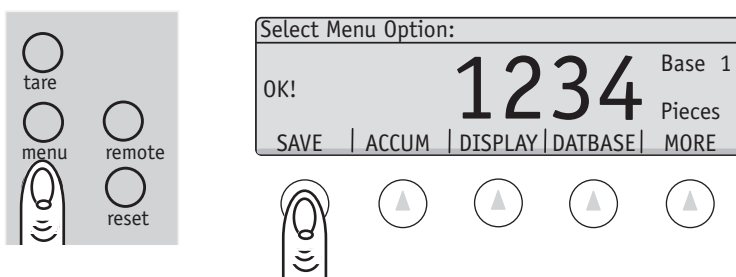 tare
menu remote
reset
Select Menu Option:
OK! 1234 Base 1
Pieces
SAVE | ACCUM | DISPLAY | DATBASE | MORE